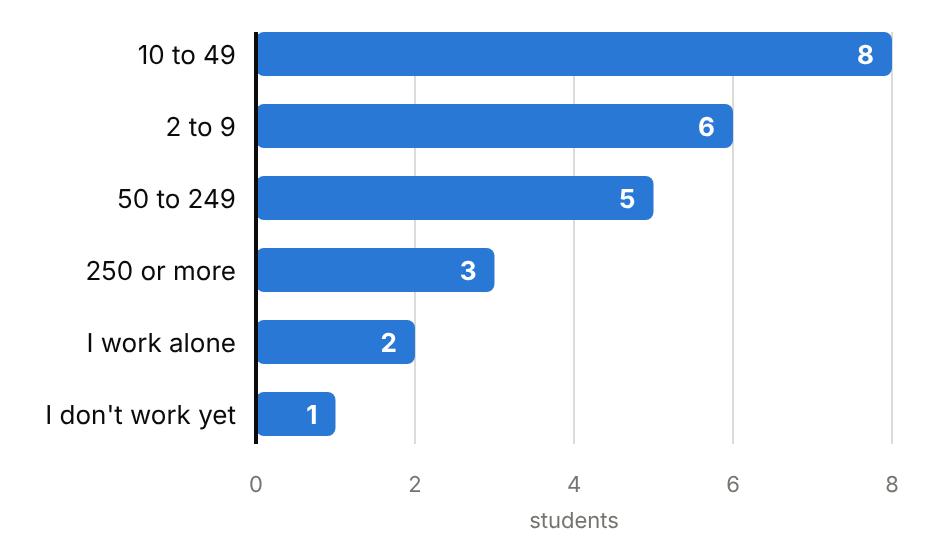 10 to 49 8
2 to 9 6
50 to 249 5
250 or more 3
I work alone 2
I don't work yet 1
0 2 4 6 8
students